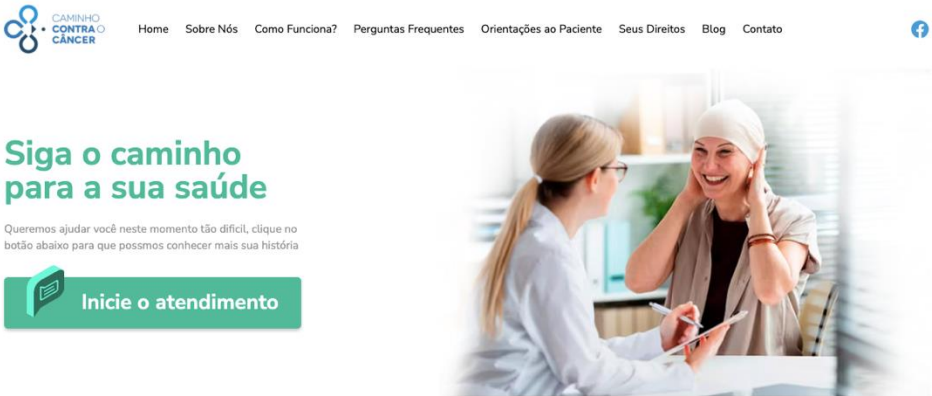 CAMINHO
CONTRA O
CÂNCER
Home Sobre Nós Como Funciona? Perguntas Frequentes Orientações ao Paciente Seus Direitos Blog Contato
Siga o caminho
para a sua saúde
Queremos ajudar você neste momento tão dificil, clique no
botão abaixo para que possmos conhecer mais sua história
Inicie o atendimento